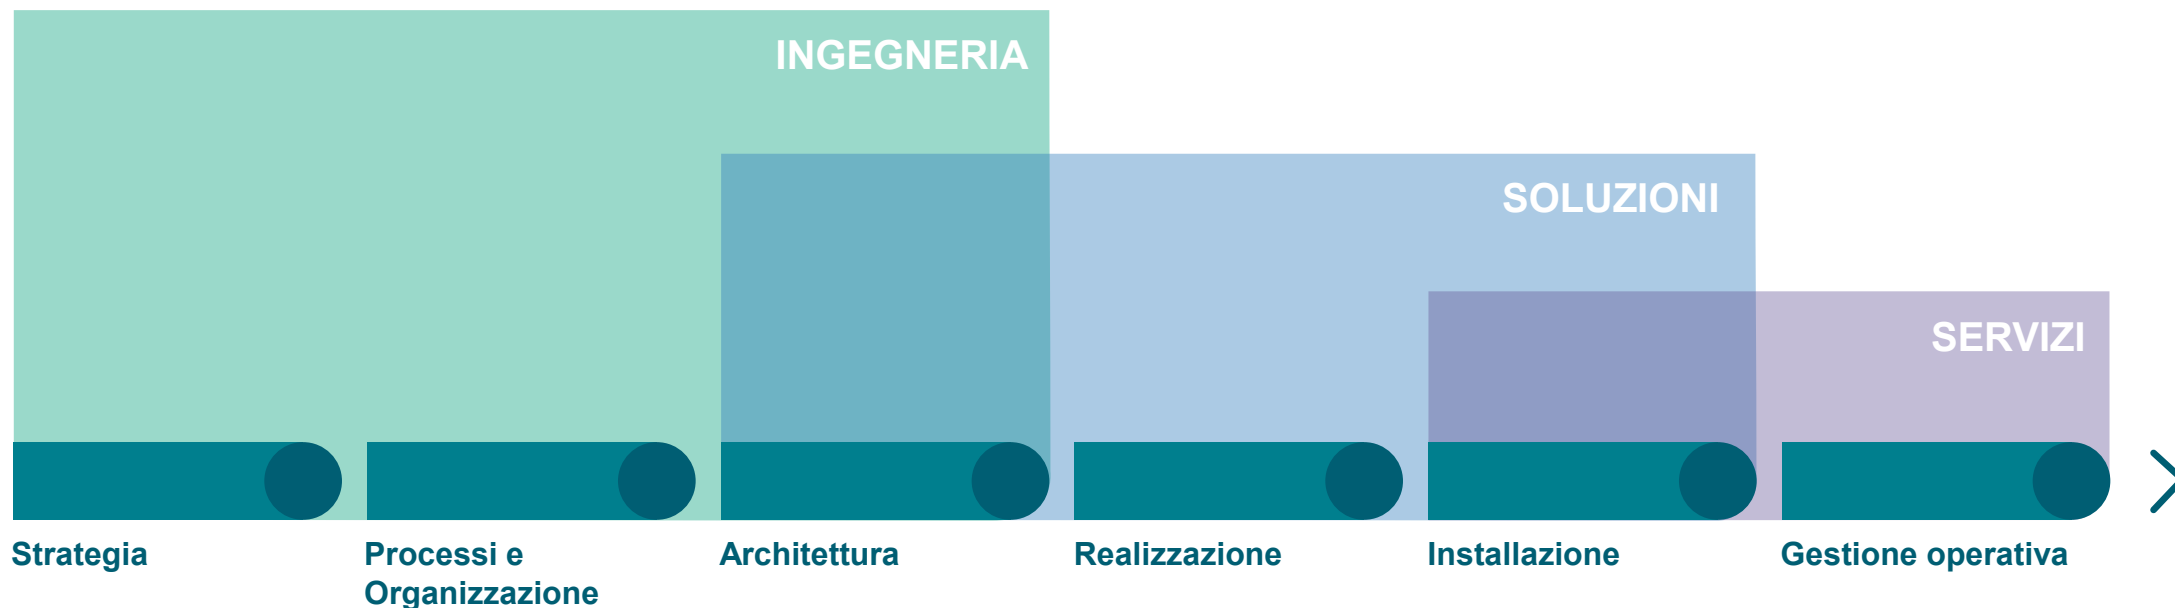 INGEGNERIA
SOLUZIONI
SERVIZI
Strategia
Processi e
Organizzazione
Architettura
Realizzazione
Installazione
Gestione operativa